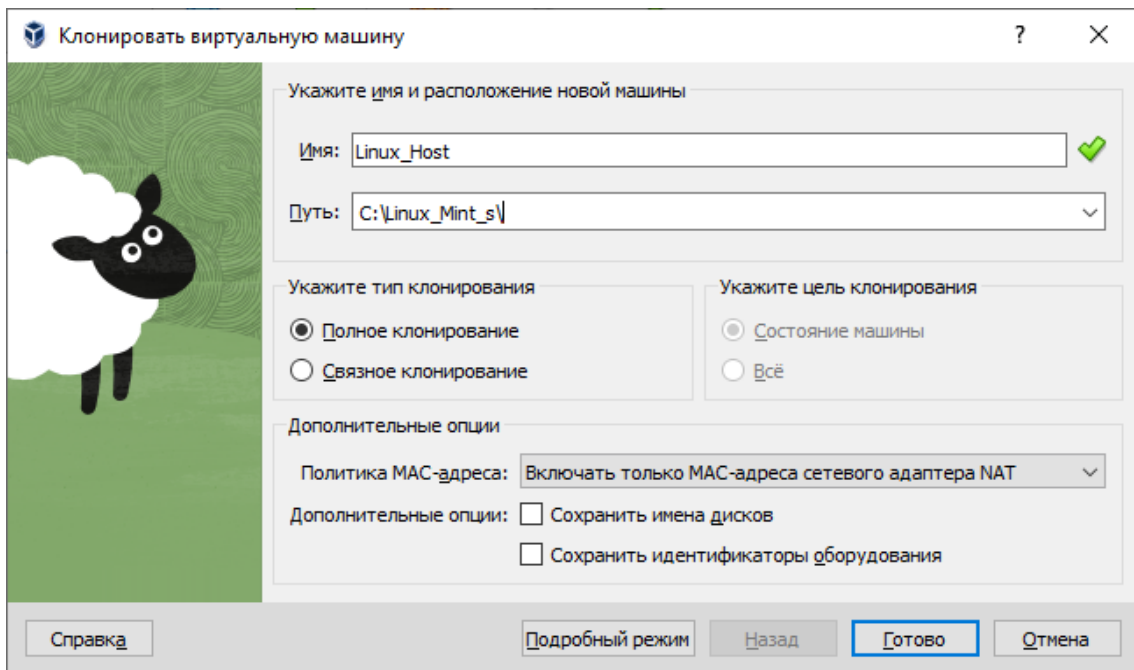 Клонировать виртуальную машину
Укажите имя и расположение новой машины
Имя: Linux_Host
Путь: C:\Linux_Mint_s\
Укажите тип клонирования
Полное клонирование
Связное клонирование
Укажите цель клонирования
Состояние машины
Всё
Дополнительные опции
Политика MAC-адреса: Включать только MAC-адреса сетевого адаптера NAT
Дополнительные опции: Сохранить имена дисков
Сохранить идентификаторы оборудования
Справка Подробный режим Назад Готово Отмена